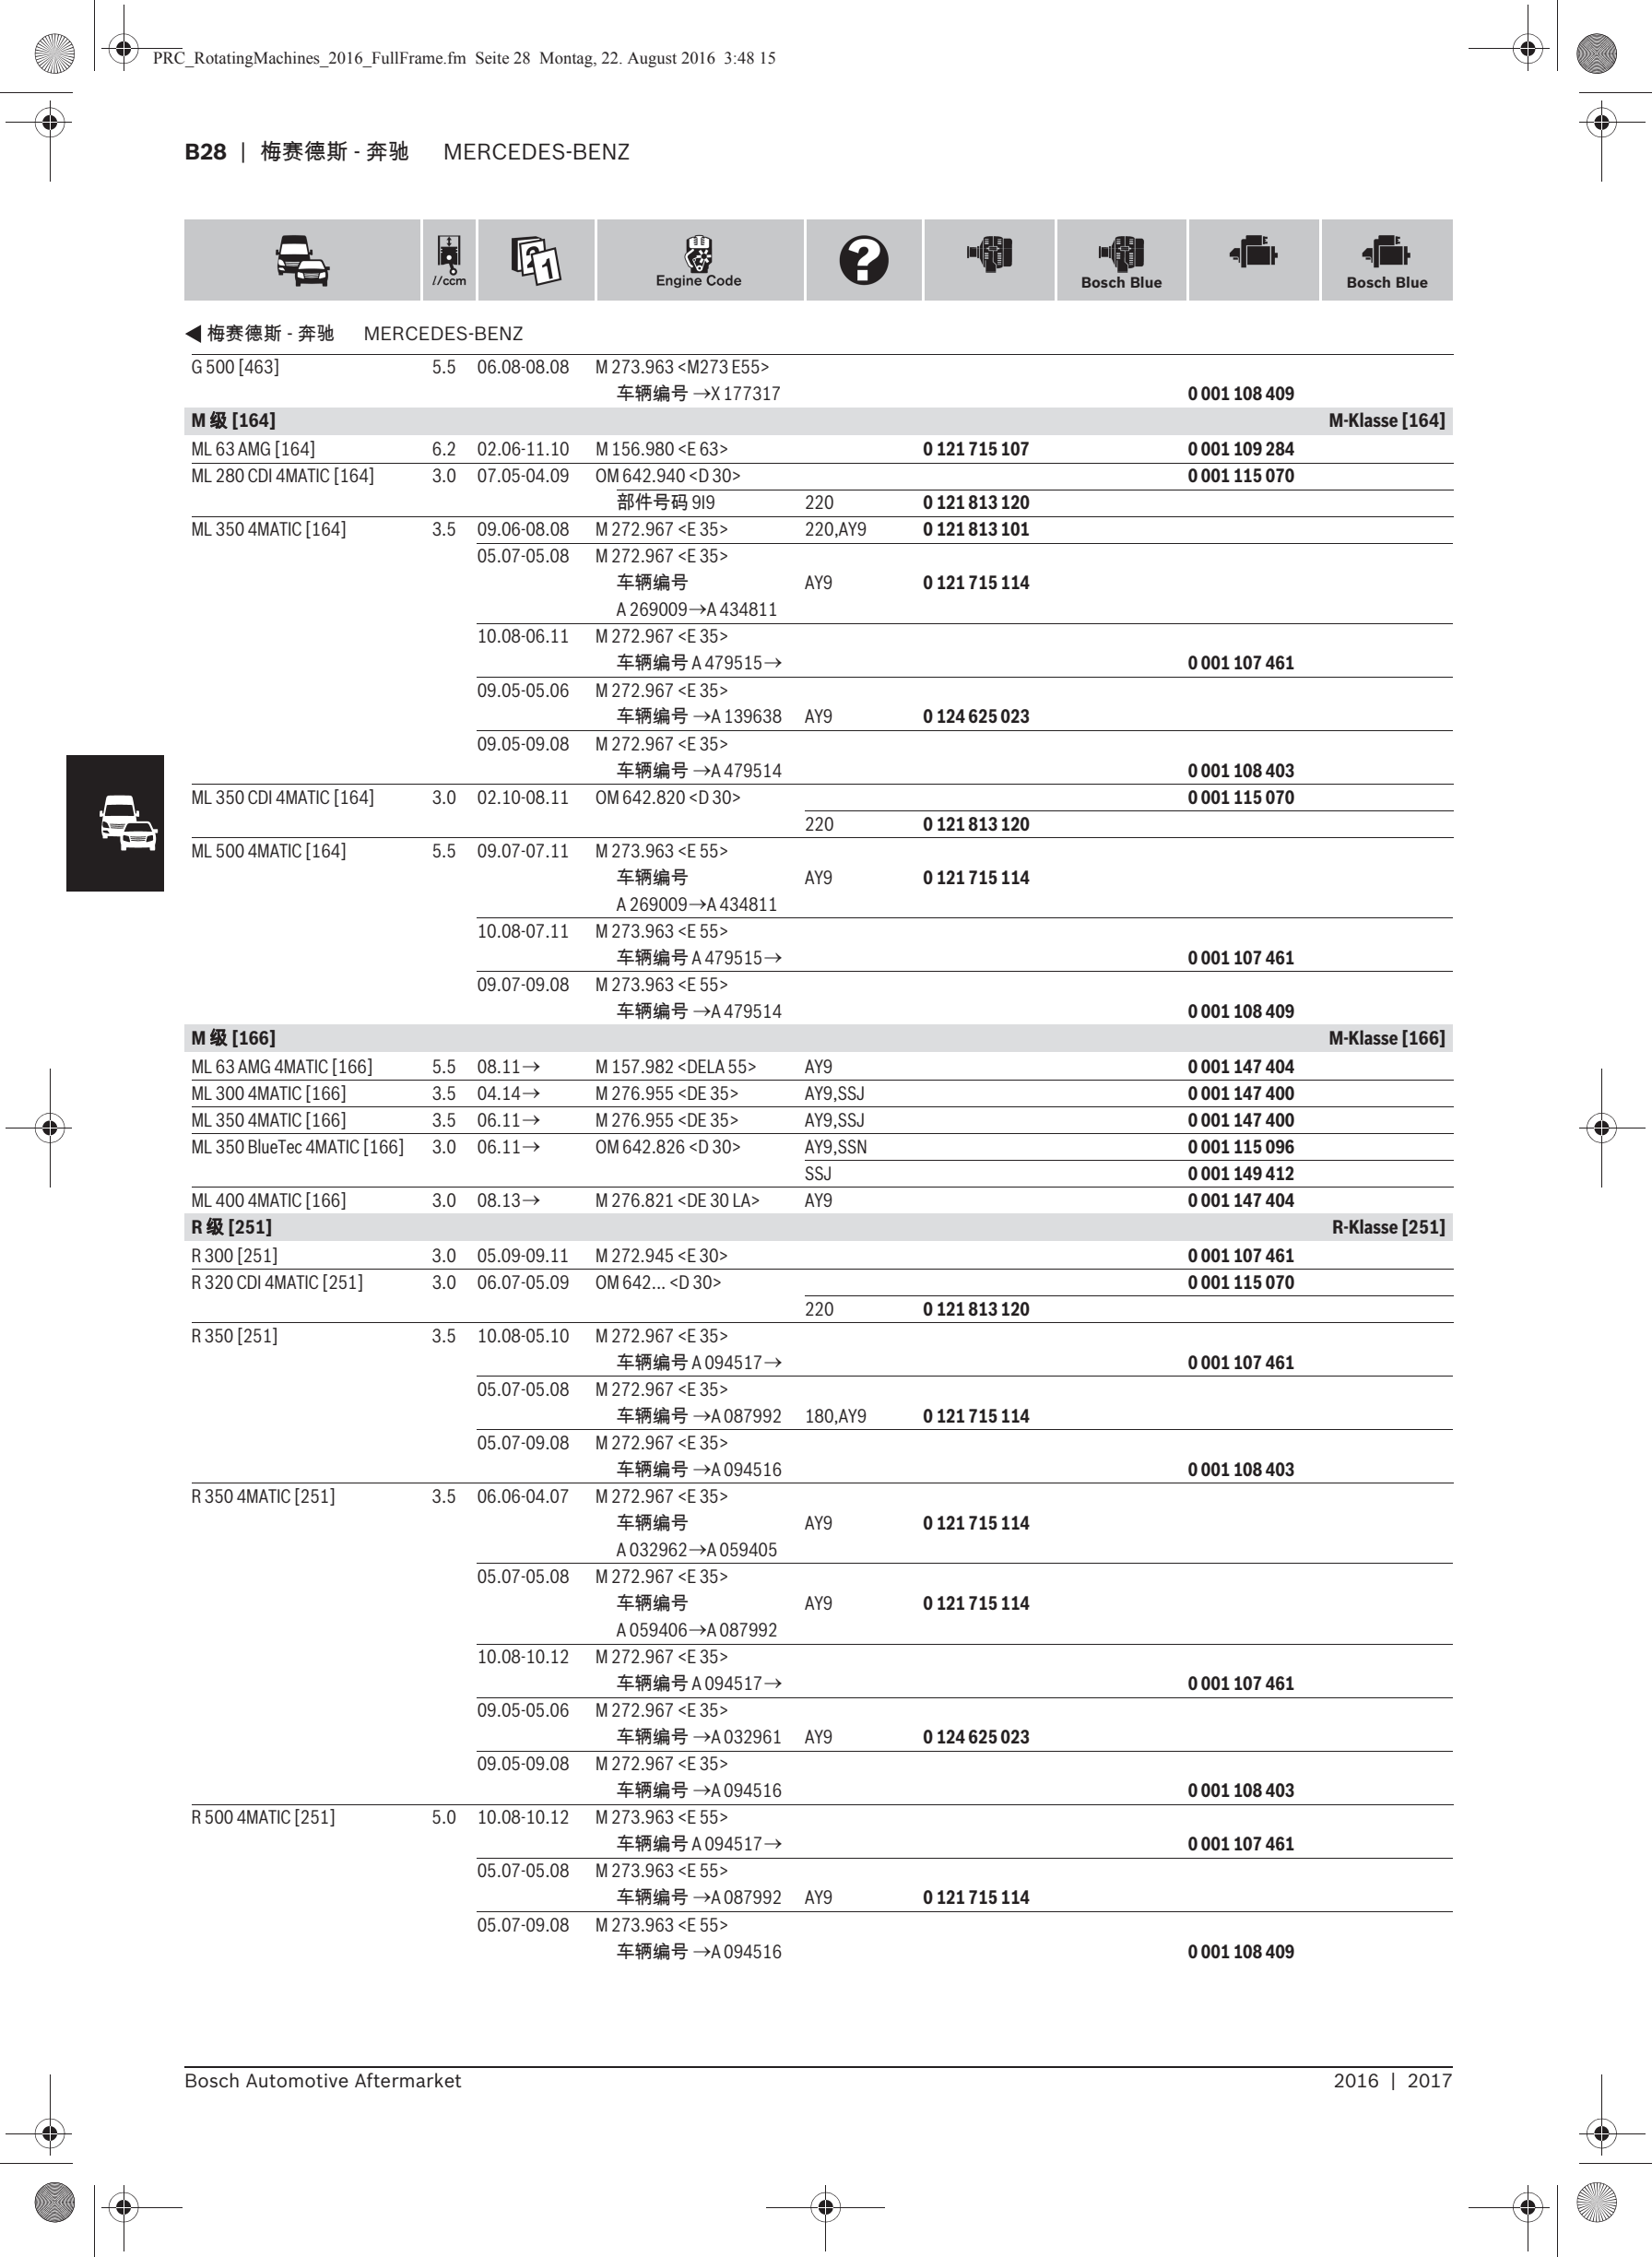 PRC_RotatingMachines_2016_FullFrame.fm Seite 28 Montag, 22. August 2016 3:48 15
B28 | 梅赛德斯 - 奔驰 MERCEDES-BENZ
l/ccm 21 Engine Code ? Bosch Blue Bosch Blue
梅赛德斯 - 奔驰 MERCEDES-BENZ
G 500 [463] 5.5 06.08-08.08 M 273.963 <M273 E55>
车辆编号 →X 177317 0 001 108 409
M 级 [164] M-Klasse [164]
ML 63 AMG [164] 6.2 02.06-11.10 M 156.980 <E 63> 0 121 715 107 0 001 109 284
ML 280 CDI 4MATIC [164] 3.0 07.05-04.09 OM 642.940 <D 30> 0 001 115 070
部件号码 9I9 220 0 121 813 120
ML 350 4MATIC [164] 3.5 09.06-08.08 M 272.967 <E 35> 220,AY9 0 121 813 101
05.07-05.08 M 272.967 <E 35>
车辆编号 AY9 0 121 715 114
A 269009→A 434811
10.08-06.11 M 272.967 <E 35>
车辆编号 A 479515→ 0 001 107 461
09.05-05.06 M 272.967 <E 35>
车辆编号 →A 139638 AY9 0 124 625 023
09.05-09.08 M 272.967 <E 35>
车辆编号 →A 479514 0 001 108 403
ML 350 CDI 4MATIC [164] 3.0 02.10-08.11 OM 642.820 <D 30> 0 001 115 070
220 0 121 813 120
ML 500 4MATIC [164] 5.5 09.07-07.11 M 273.963 <E 55>
车辆编号 AY9 0 121 715 114
A 269009→A 434811
10.08-07.11 M 273.963 <E 55>
车辆编号 A 479515→ 0 001 107 461
09.07-09.08 M 273.963 <E 55>
车辆编号 →A 479514 0 001 108 409
M 级 [166] M-Klasse [166]
ML 63 AMG 4MATIC [166] 5.5 08.11→ M 157.982 <DELA 55> AY9 0 001 147 404
ML 300 4MATIC [166] 3.5 04.14→ M 276.955 <DE 35> AY9,SSJ 0 001 147 400
ML 350 4MATIC [166] 3.5 06.11→ M 276.955 <DE 35> AY9,SSJ 0 001 147 400
ML 350 BlueTec 4MATIC [166] 3.0 06.11→ OM 642.826 <D 30> AY9,SSN 0 001 115 096
SSJ 0 001 149 412
ML 400 4MATIC [166] 3.0 08.13→ M 276.821 <DE 30 LA> AY9 0 001 147 404
R 级 [251] R-Klasse [251]
R 300 [251] 3.0 05.09-09.11 M 272.945 <E 30> 0 001 107 461
R 320 CDI 4MATIC [251] 3.0 06.07-05.09 OM 642... <D 30> 0 001 115 070
220 0 121 813 120
R 350 [251] 3.5 10.08-05.10 M 272.967 <E 35>
车辆编号 A 094517→ 0 001 107 461
05.07-05.08 M 272.967 <E 35>
车辆编号 →A 087992 180,AY9 0 121 715 114
05.07-09.08 M 272.967 <E 35>
车辆编号 →A 094516 0 001 108 403
R 350 4MATIC [251] 3.5 06.06-04.07 M 272.967 <E 35>
车辆编号 AY9 0 121 715 114
A 032962→A 059405
05.07-05.08 M 272.967 <E 35>
车辆编号 AY9 0 121 715 114
A 059406→A 087992
10.08-10.12 M 272.967 <E 35>
车辆编号 A 094517→ 0 001 107 461
09.05-05.06 M 272.967 <E 35>
车辆编号 →A 032961 AY9 0 124 625 023
09.05-09.08 M 272.967 <E 35>
车辆编号 →A 094516 0 001 108 403
R 500 4MATIC [251] 5.0 10.08-10.12 M 273.963 <E 55>
车辆编号 A 094517→ 0 001 107 461
05.07-05.08 M 273.963 <E 55>
车辆编号 →A 087992 AY9 0 121 715 114
05.07-09.08 M 273.963 <E 55>
车辆编号 →A 094516 0 001 108 409
Bosch Automotive Aftermarket 2016 | 2017